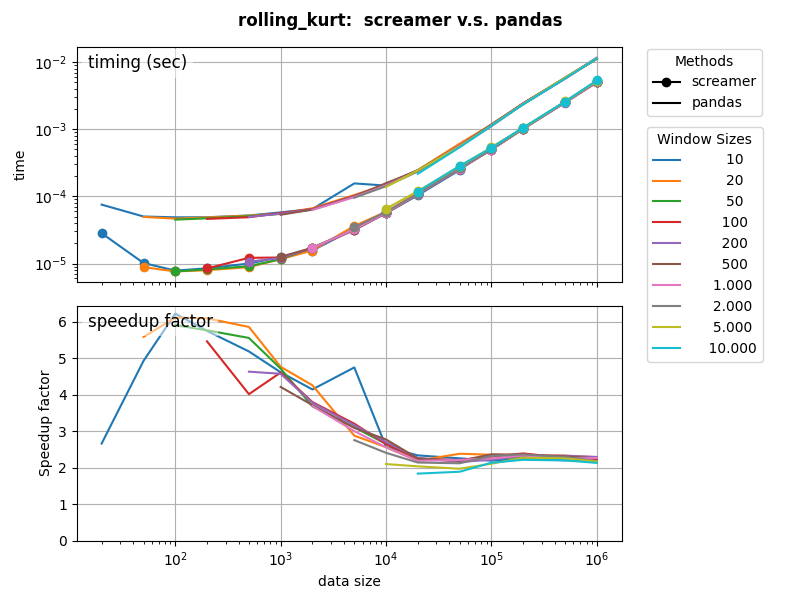 rolling_kurt:  screamer v.s. pandas
timing (sec)
time
10⁻²
10⁻³
10⁻⁴
10⁻⁵
Methods
screamer
pandas
Window Sizes
10
20
50
100
200
500
1.000
2.000
5.000
10.000
speedup factor
Speedup factor
6
5
4
3
2
1
0
10²
10³
10⁴
10⁵
10⁶
data size